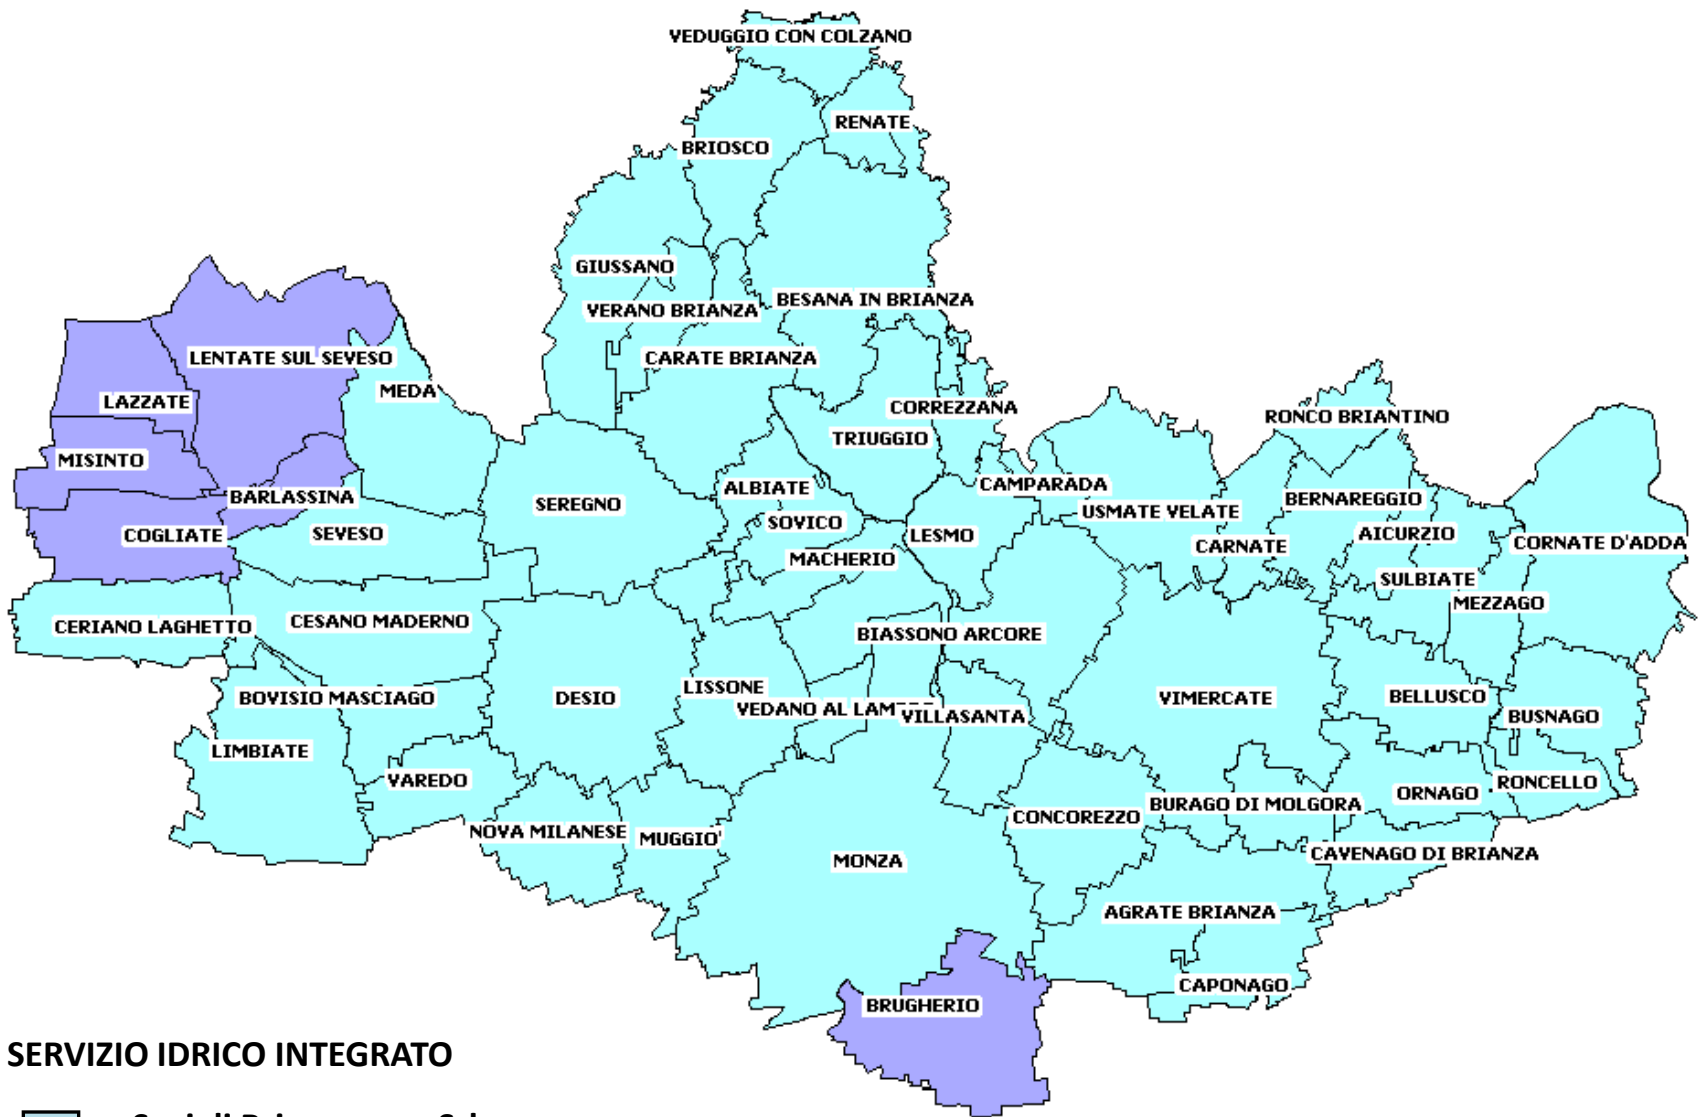 VEDUGGIO CON COLZANO
RENATE
BRIOSCO
GIUSSANO
BESANA IN BRIANZA
VERANO BRIANZA
LENTATE SUL SEVESO
CARATE BRIANZA
MEDA
LAZZATE
CORREZZANA
RONCO BRIANTINO
TRIUGGIO
MISINTO
CAMPARADA
ALBIATE
BARLASSINA
BERNAREGGIO
SEREGNO
USMATE VELATE
SOVICO
COGLIATE
SEVESO
LESMO
AICURZIO
CORNATE D'ADDA
CARNATE
MACHERIO
SULBIATE
MEZZAGO
CESANO MADERNO
CERIANO LAGHETTO
BIASSONO ARCORE
LISSONE
BOVISIO MASCIAGO
DESIO
VIMERCATE
BELLUSCO
VEDANO AL
VILLASANTA
BUSNAGO
LIMBIATE
VAREDO
RONCELLO
ORNAGO
BURAGO DI MOLGORA
CONCOREZZO
NOVA MILANESE
MUGGIO'
CAVENAGO DI BRIANZA
MONZA
AGRATE BRIANZA
CAPONAGO
BRUGHERIO
SERVIZIO IDRICO INTEGRATO